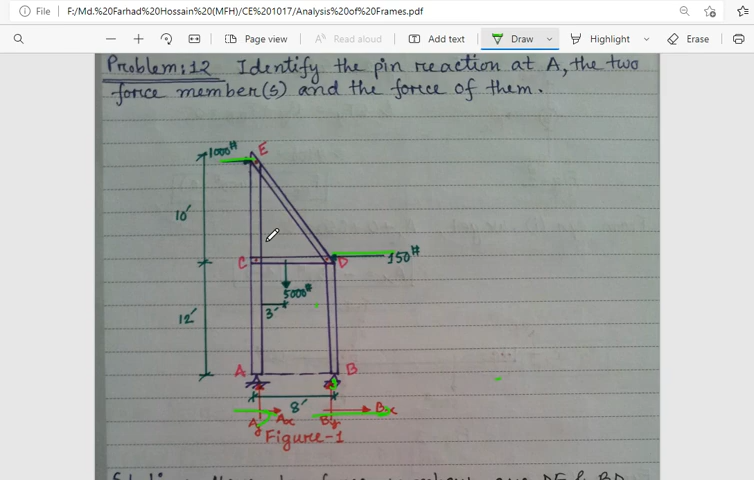 File
F:/Md.%20Farhad%20Hossain%20(MFH)/CE%201017/Analysis%20of%20Frames.pdf
Page view
Read aloud
Add text
Draw
Highlight
Erase
Problem:12 Identify the pin reaction at A, the two
force member(s) and the force of them.
1000#
E
10'
C
D
150#
5000#
3'
12'
A
B
8'
Ay
Ax
By
Bx
Figure-1